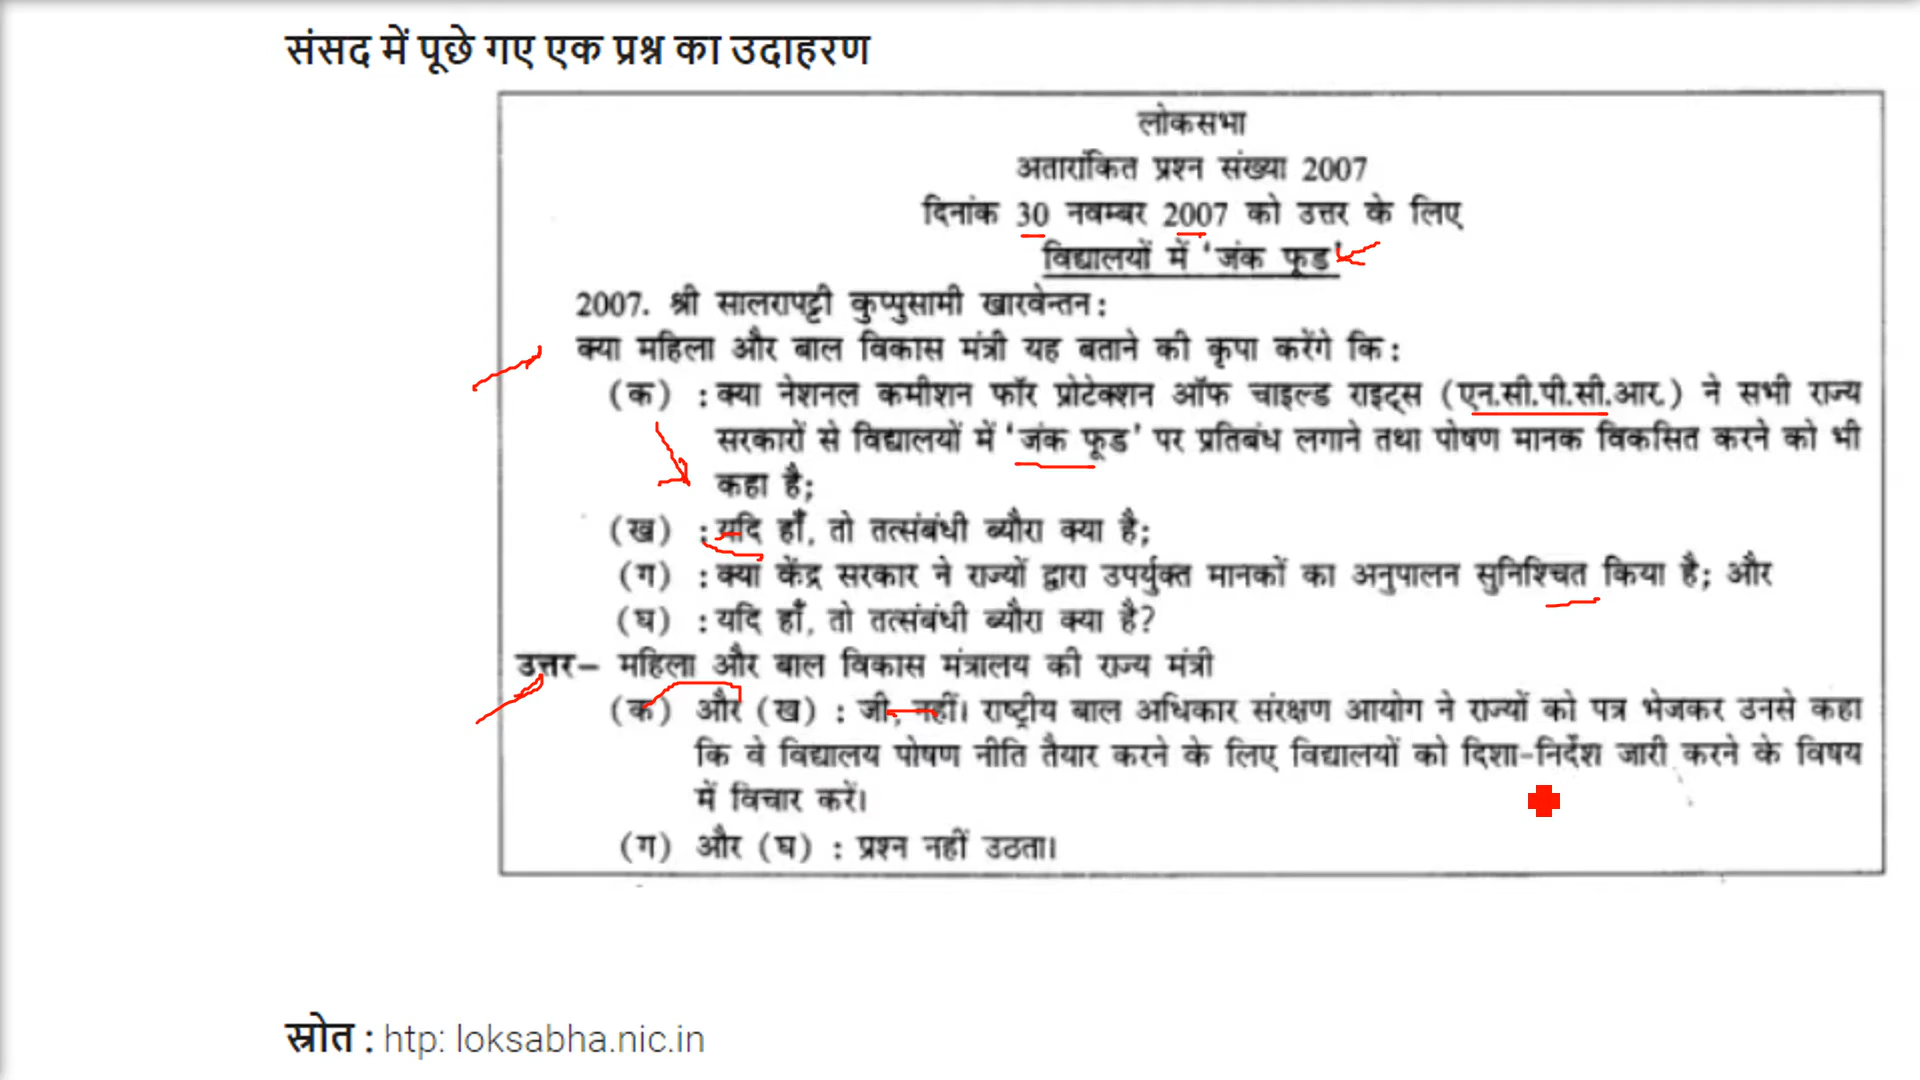 संसद में पूछे गए एक प्रश्न का उदाहरण
लोकसभा
अतारांकित प्रश्न संख्या 2007
दिनांक 30 नवम्बर 2007 को उत्तर के लिए
विद्यालयों में 'जंक फूड'
2007. श्री सालरापट्टी कुप्पुसामी खारवेन्तन :
क्या महिला और बाल विकास मंत्री यह बताने की कृपा करेंगे कि :
(क) : क्या नेशनल कमीशन फॉर प्रोटेक्शन ऑफ चाइल्ड राइट्स (एन.सी.पी.सी.आर.) ने सभी राज्य
सरकारों से विद्यालयों में 'जंक फूड' पर प्रतिबंध लगाने तथा पोषण मानक विकसित करने को भी
कहा है;
(ख) : यदि हाँ, तो तत्संबंधी ब्यौरा क्या है;
(ग) : क्या केंद्र सरकार ने राज्यों द्वारा उपर्युक्त मानकों का अनुपालन सुनिश्चित किया है; और
(घ) : यदि हाँ, तो तत्संबंधी ब्यौरा क्या है?
उत्तर– महिला और बाल विकास मंत्रालय की राज्य मंत्री
(क) और (ख) : जी, नहीं। राष्ट्रीय बाल अधिकार संरक्षण आयोग ने राज्यों को पत्र भेजकर उनसे कहा
कि वे विद्यालय पोषण नीति तैयार करने के लिए विद्यालयों को दिशा-निर्देश जारी करने के विषय
में विचार करें।
(ग) और (घ) : प्रश्न नहीं उठता।
स्रोत : htp: loksabha.nic.in